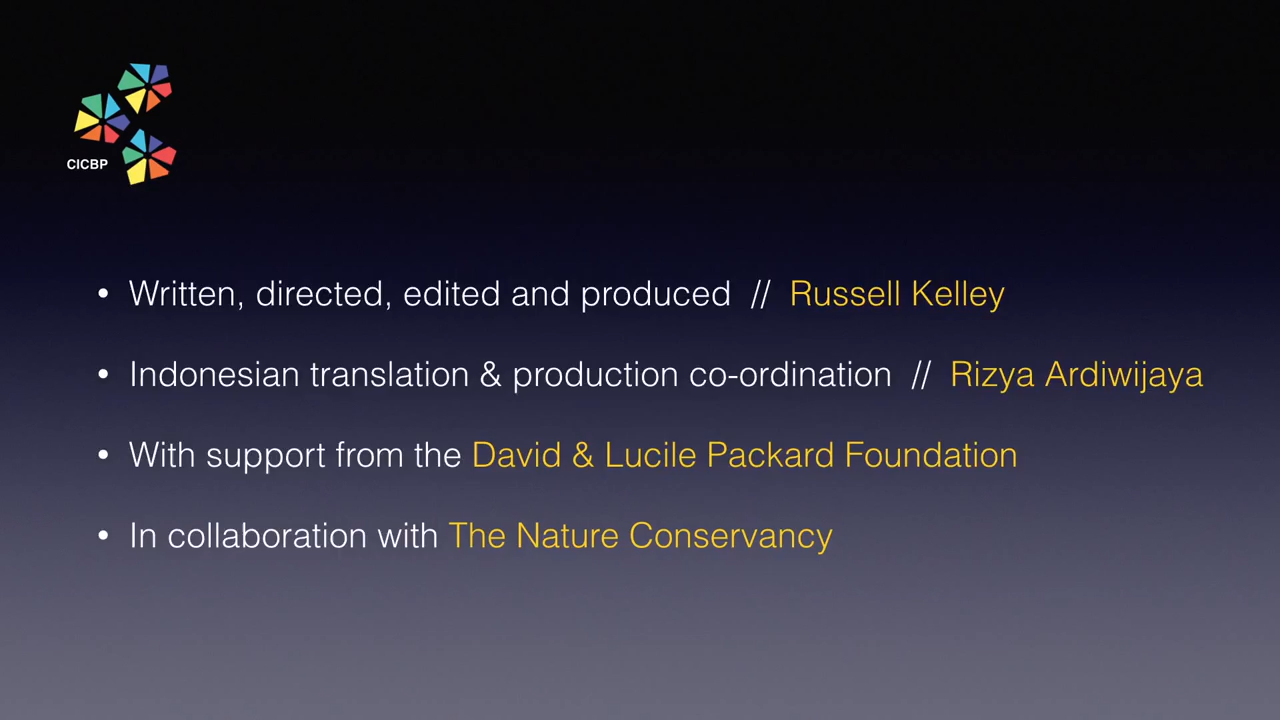 CICBP
• Written, directed, edited and produced // Russell Kelley
• Indonesian translation & production co-ordination // Rizya Ardiwijaya
• With support from the David & Lucile Packard Foundation
• In collaboration with The Nature Conservancy